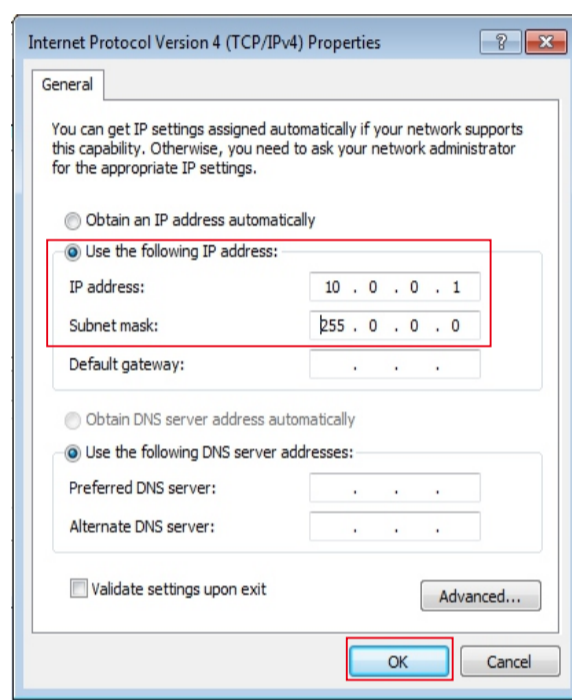 Internet Protocol Version 4 (TCP/IPv4) Properties
General
You can get IP settings assigned automatically if your network supports
this capability. Otherwise, you need to ask your network administrator
for the appropriate IP settings.
Obtain an IP address automatically
Use the following IP address:
IP address: 10 . 0 . 0 . 1
Subnet mask: 255 . 0 . 0 . 0
Default gateway: . . .
Obtain DNS server address automatically
Use the following DNS server addresses:
Preferred DNS server: . . .
Alternate DNS server: . . .
Validate settings upon exit
Advanced...
OK Cancel